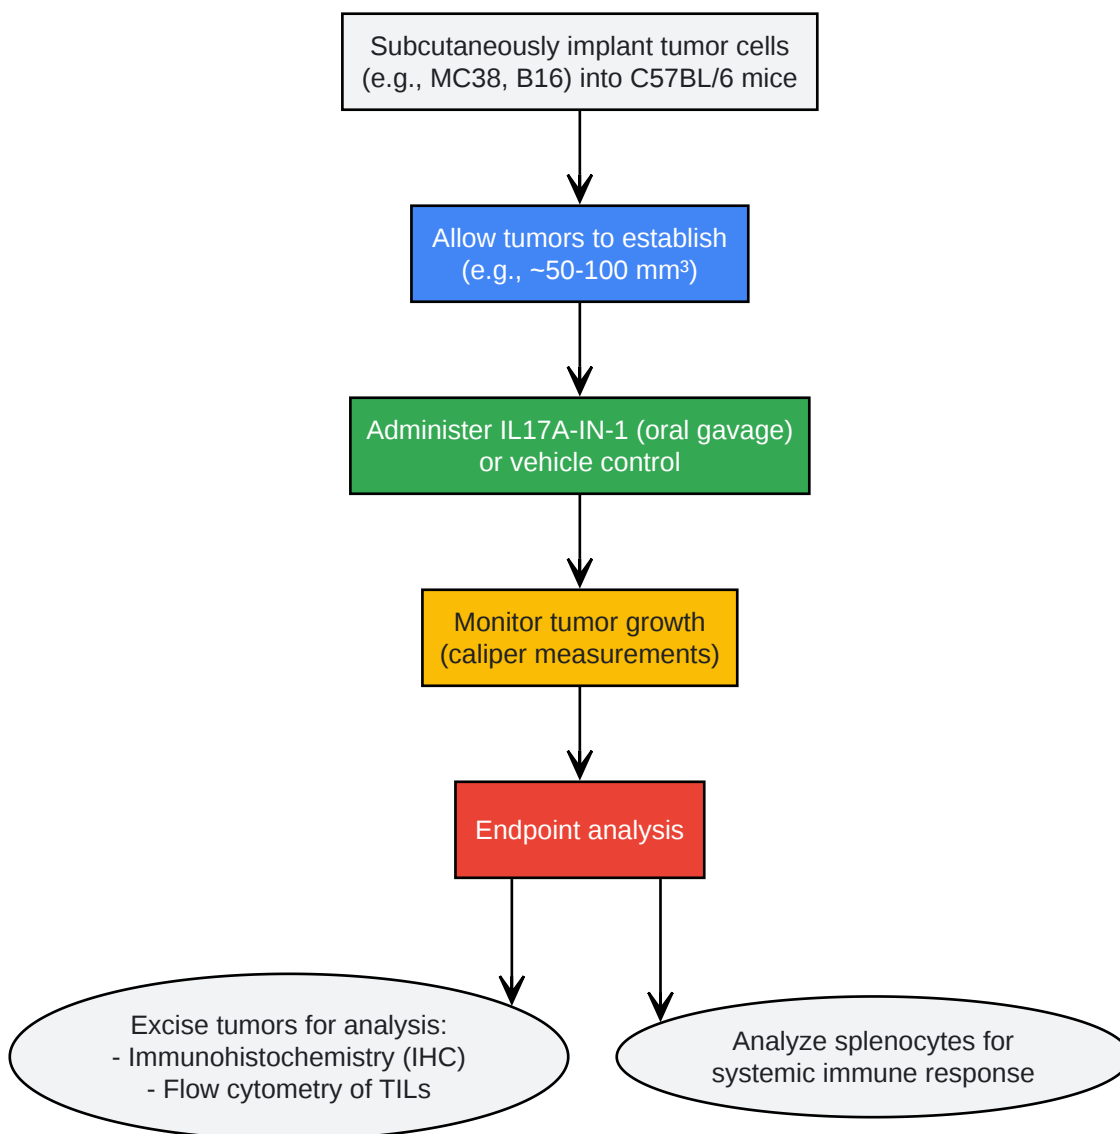 Subcutaneously implant tumor cells
(e.g., MC38, B16) into C57BL/6 mice
Allow tumors to establish
(e.g., ~50-100 mm³)
Administer IL17A-IN-1 (oral gavage)
or vehicle control
Monitor tumor growth
(caliper measurements)
Endpoint analysis
Excise tumors for analysis:
- Immunohistochemistry (IHC)
- Flow cytometry of TILs
Analyze splenocytes for
systemic immune response